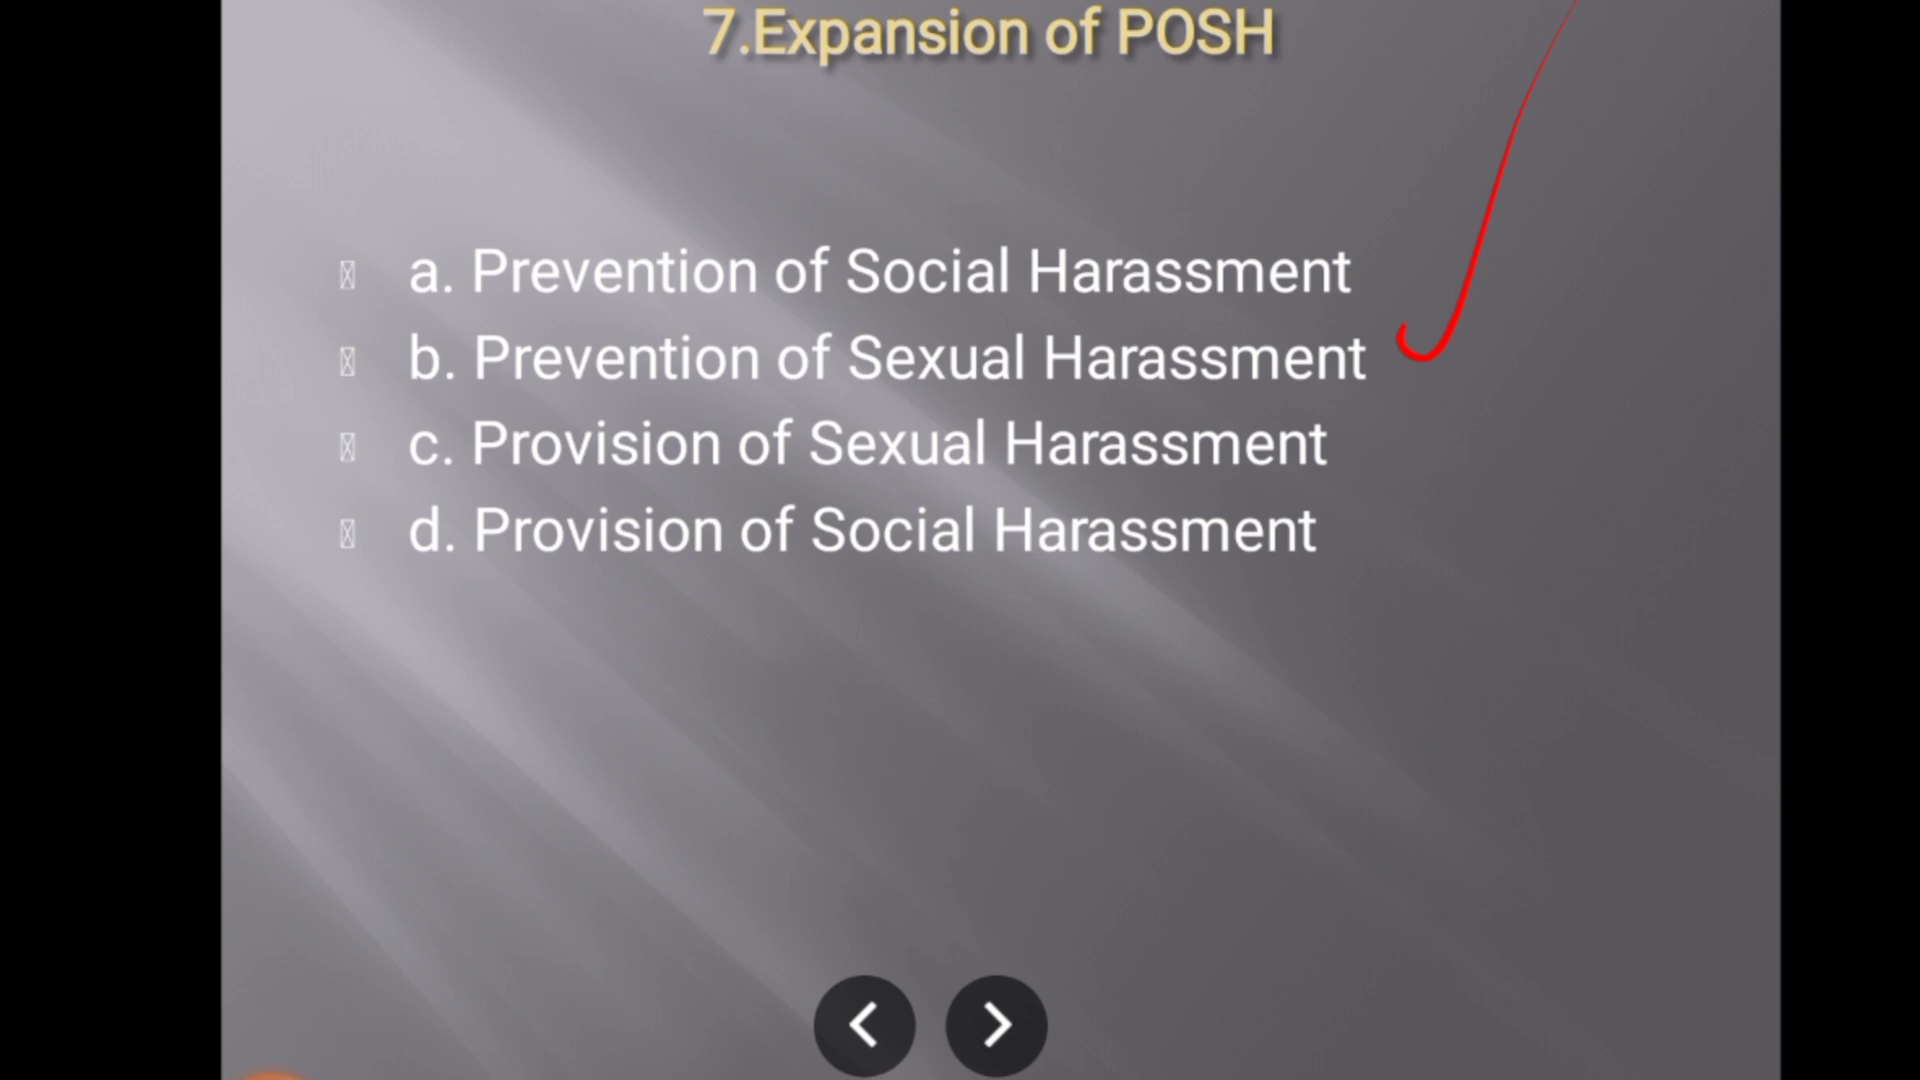 7.Expansion of POSH
a. Prevention of Social Harassment
b. Prevention of Sexual Harassment
c. Provision of Sexual Harassment
d. Provision of Social Harassment